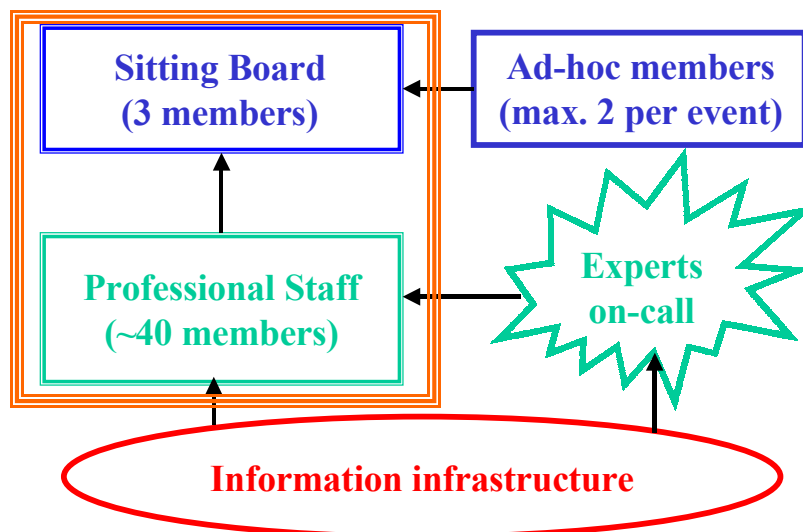 Sitting Board
(3 members)
Ad-hoc members
(max. 2 per event)
Professional Staff
(~40 members)
Experts
on-call
Information infrastructure